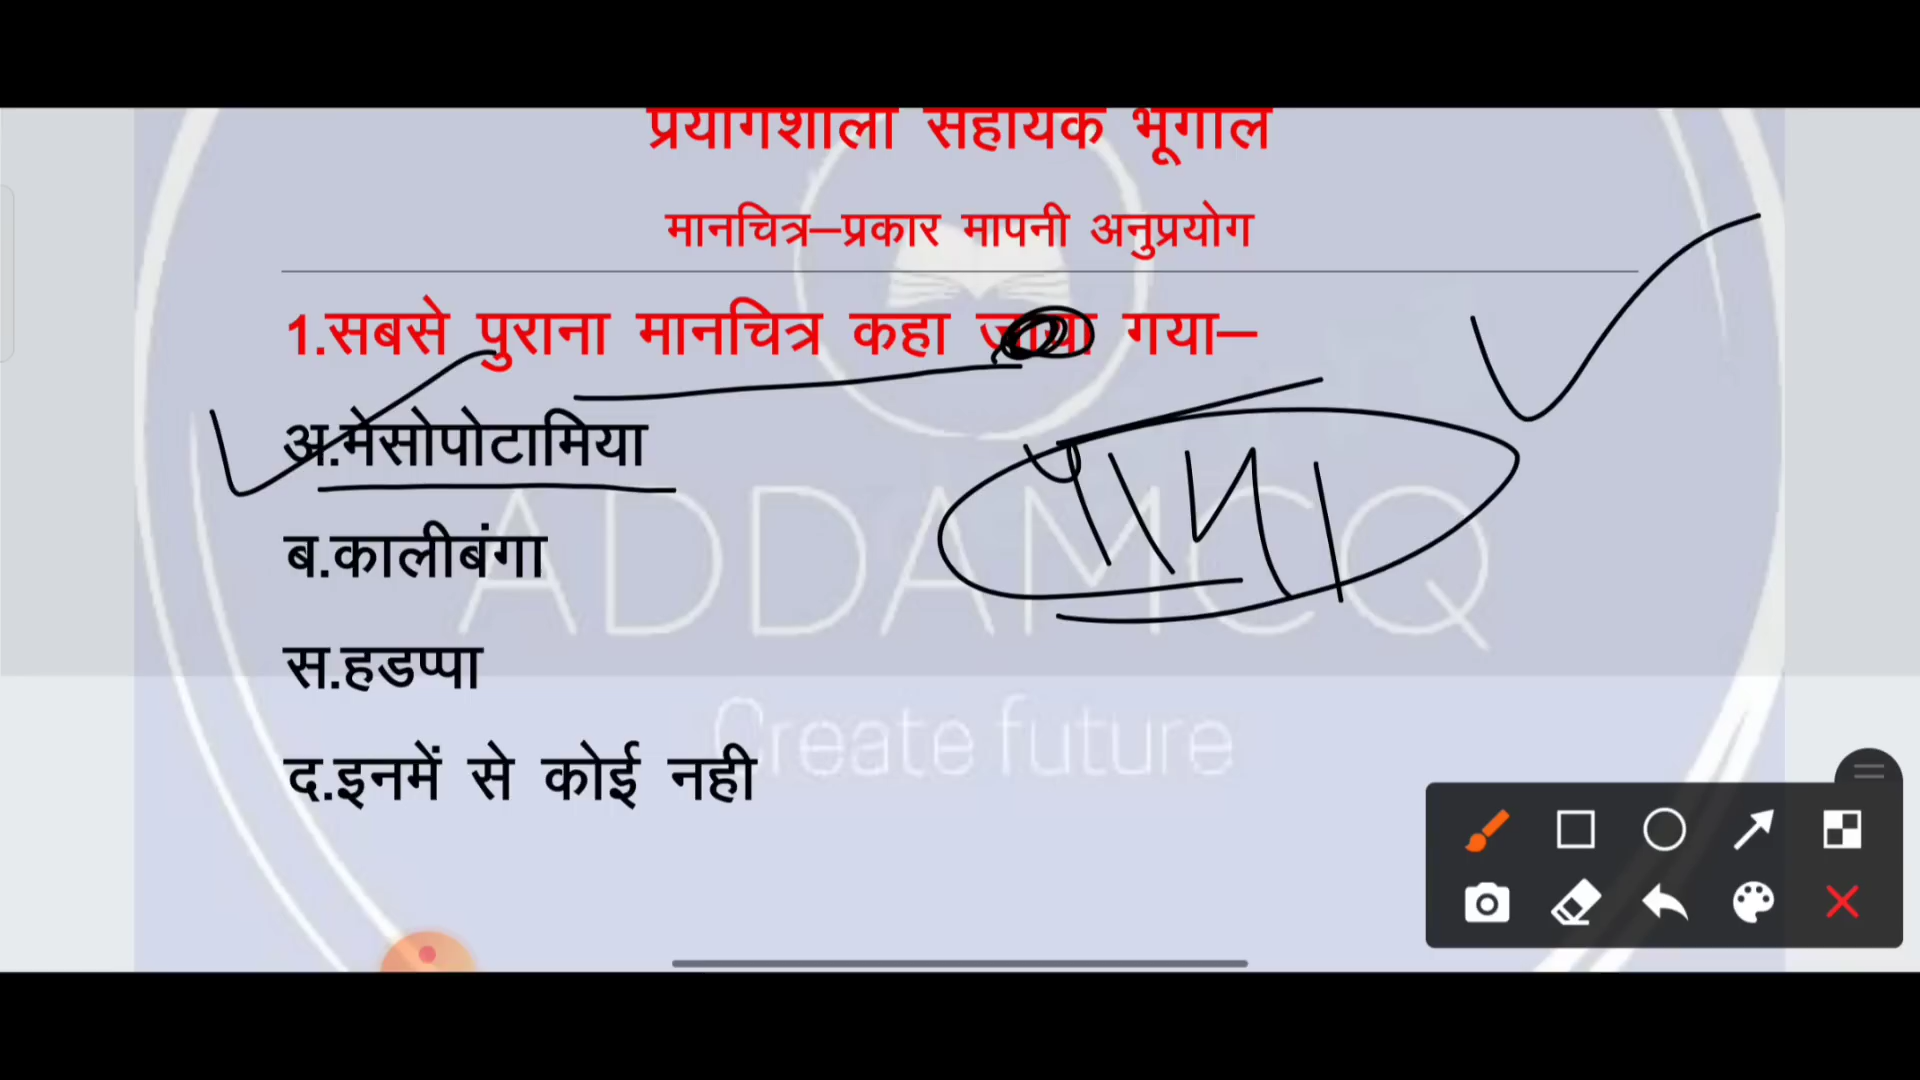 प्रयोगशाला सहायक भूगोल
मानचित्र–प्रकार मापनी अनुप्रयोग
1.सबसे पुराना मानचित्र कहा गया–
अ.मेसोपोटामिया
ब.कालीबंगा
ADDAMCQ
स.हडप्पा
Create future
द.इनमें से कोई नही